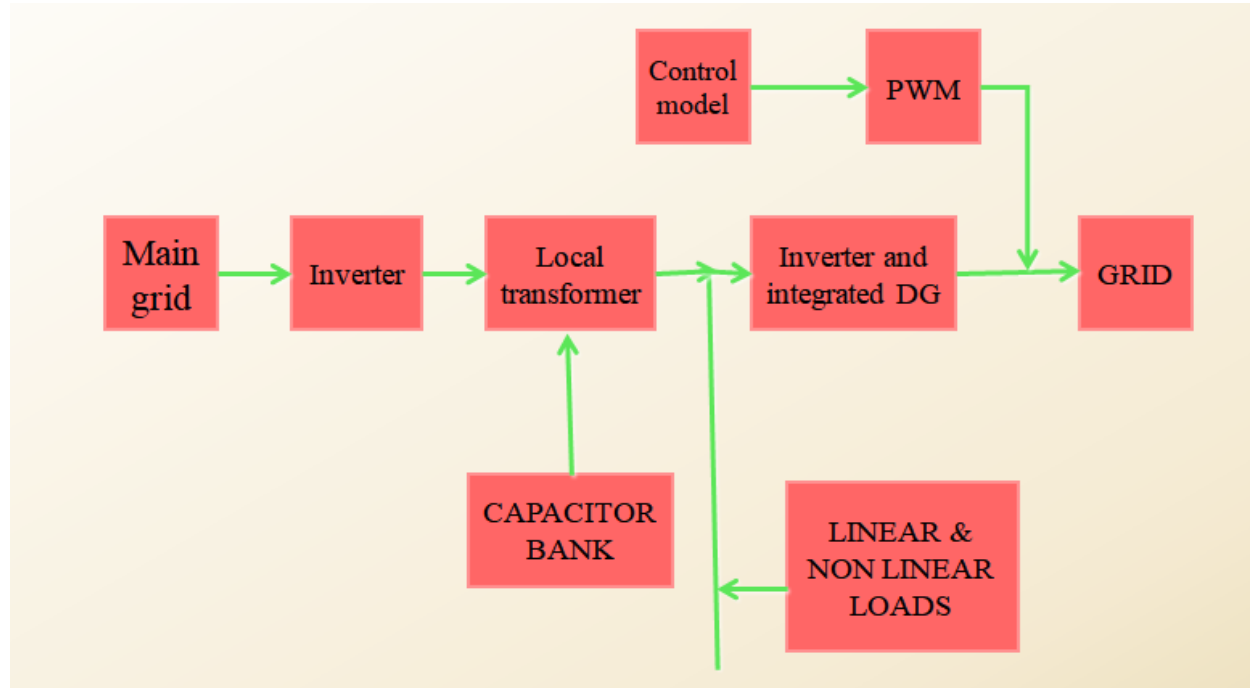 Control
model
PWM
Main
grid
Inverter
Local
transformer
Inverter and
integrated DG
GRID
CAPACITOR
BANK
LINEAR &
NON LINEAR
LOADS